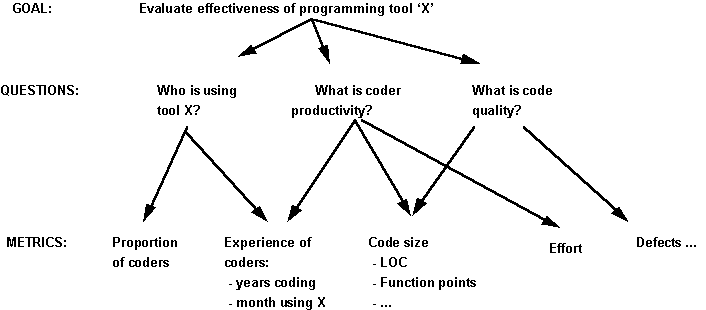 GOAL: Evaluate effectiveness of programming tool ‘X’
QUESTIONS: Who is using What is coder What is code
tool X? productivity? quality?
METRICS: Proportion Experience of Code size Effort Defects ...
of coders coders: - LOC
- years coding - Function points
- month using X - ...